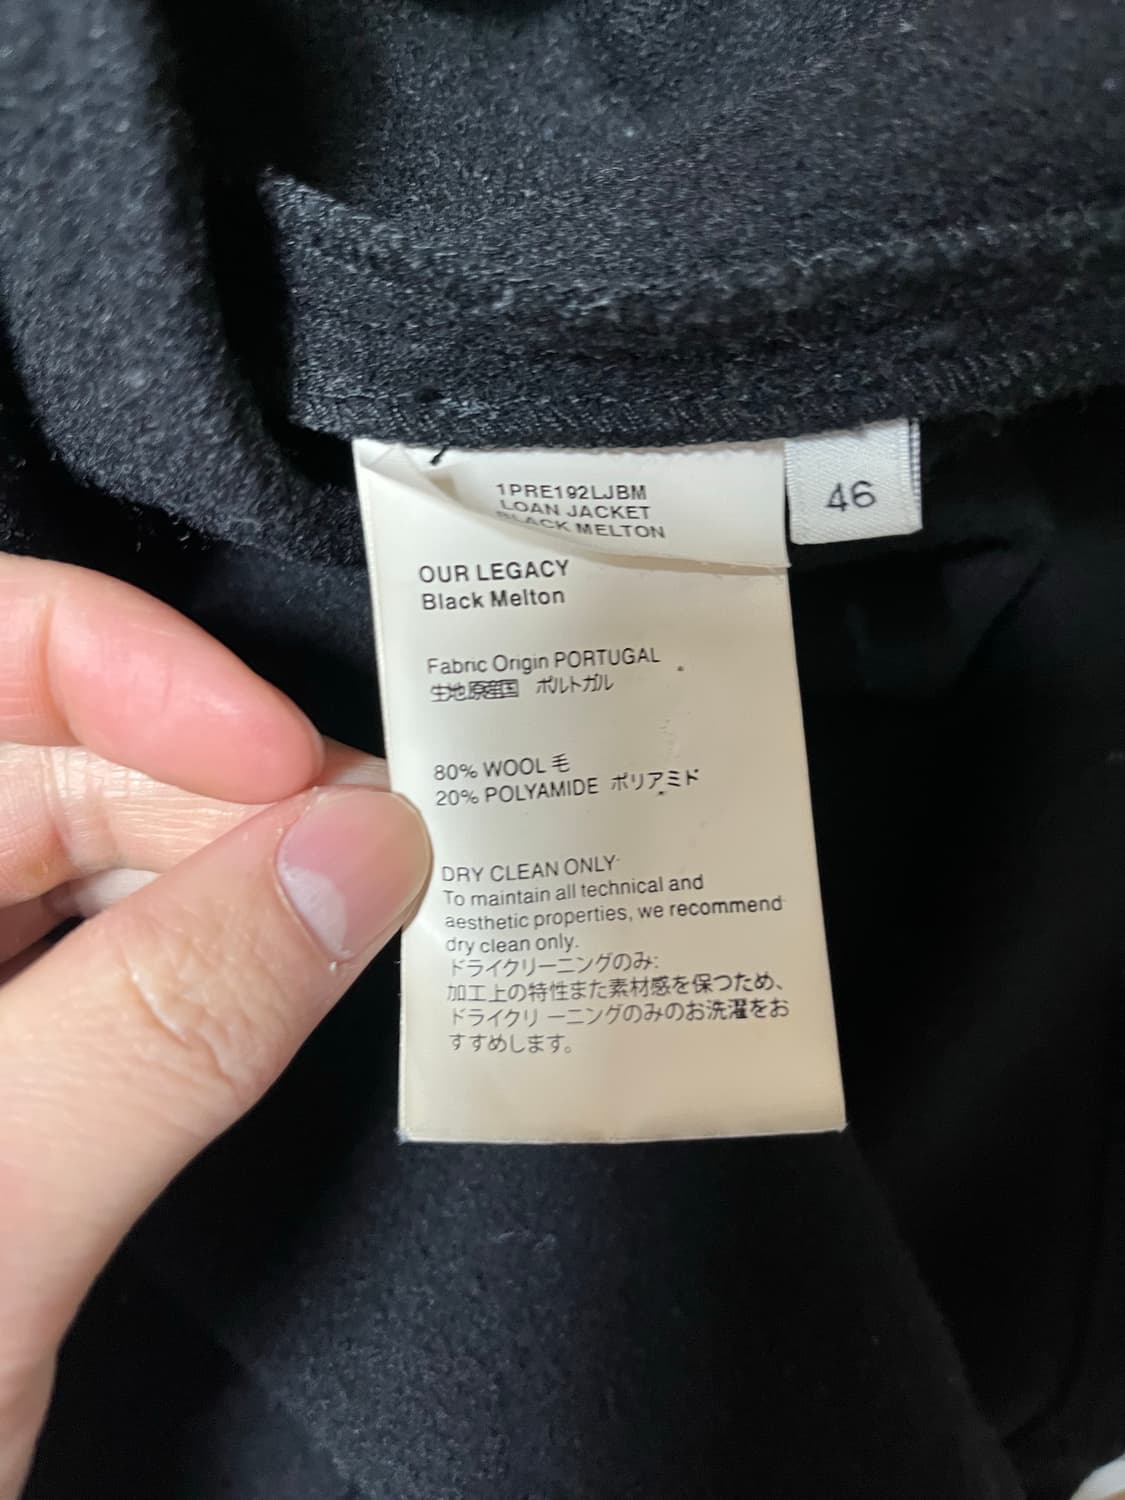 1PRE192LJBM
LOAN JACKET
BLACK MELTON
46
OUR LEGACY
Black Melton
Fabric Origin PORTUGAL
生地原産国 ポルトガル
80% WOOL 毛
20% POLYAMIDE ポリアミド
DRY CLEAN ONLY
To maintain all technical and
aesthetic properties, we recommend
dry clean only.
ドライクリーニングのみ:
加工上の特性また素材感を保つため、
ドライクリーニングのみのお洗濯をお
すすめします。